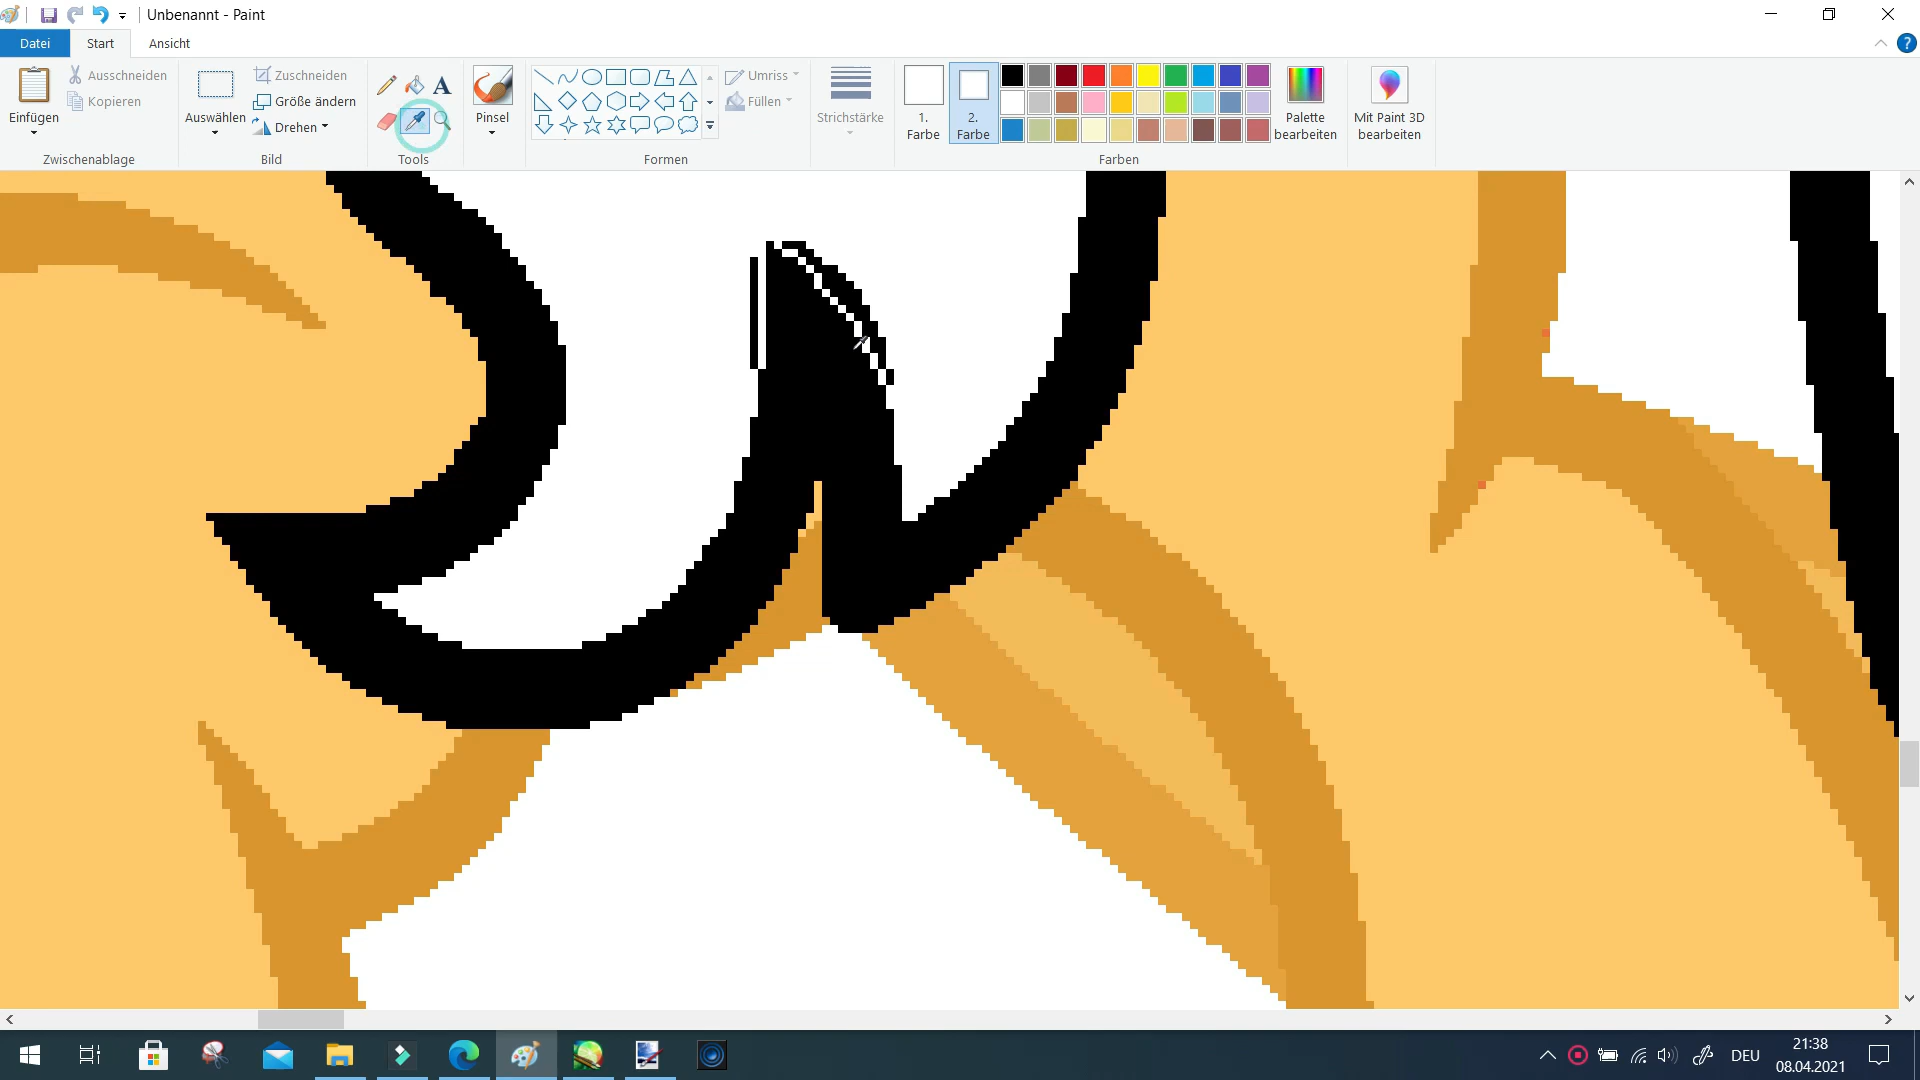 Unbenannt - Paint
Datei Start Ansicht
Einfügen
Ausschneiden
Kopieren
Zwischenablage
Auswählen
Zuschneiden
Größe ändern
Drehen
Bild
A
Tools
Pinsel
Umriss
Füllen
Formen
Strichstärke
1.
Farbe
2.
Farbe
Palette
bearbeiten
Farben
Mit Paint 3D
bearbeiten
DEU
21:38
08.04.2021